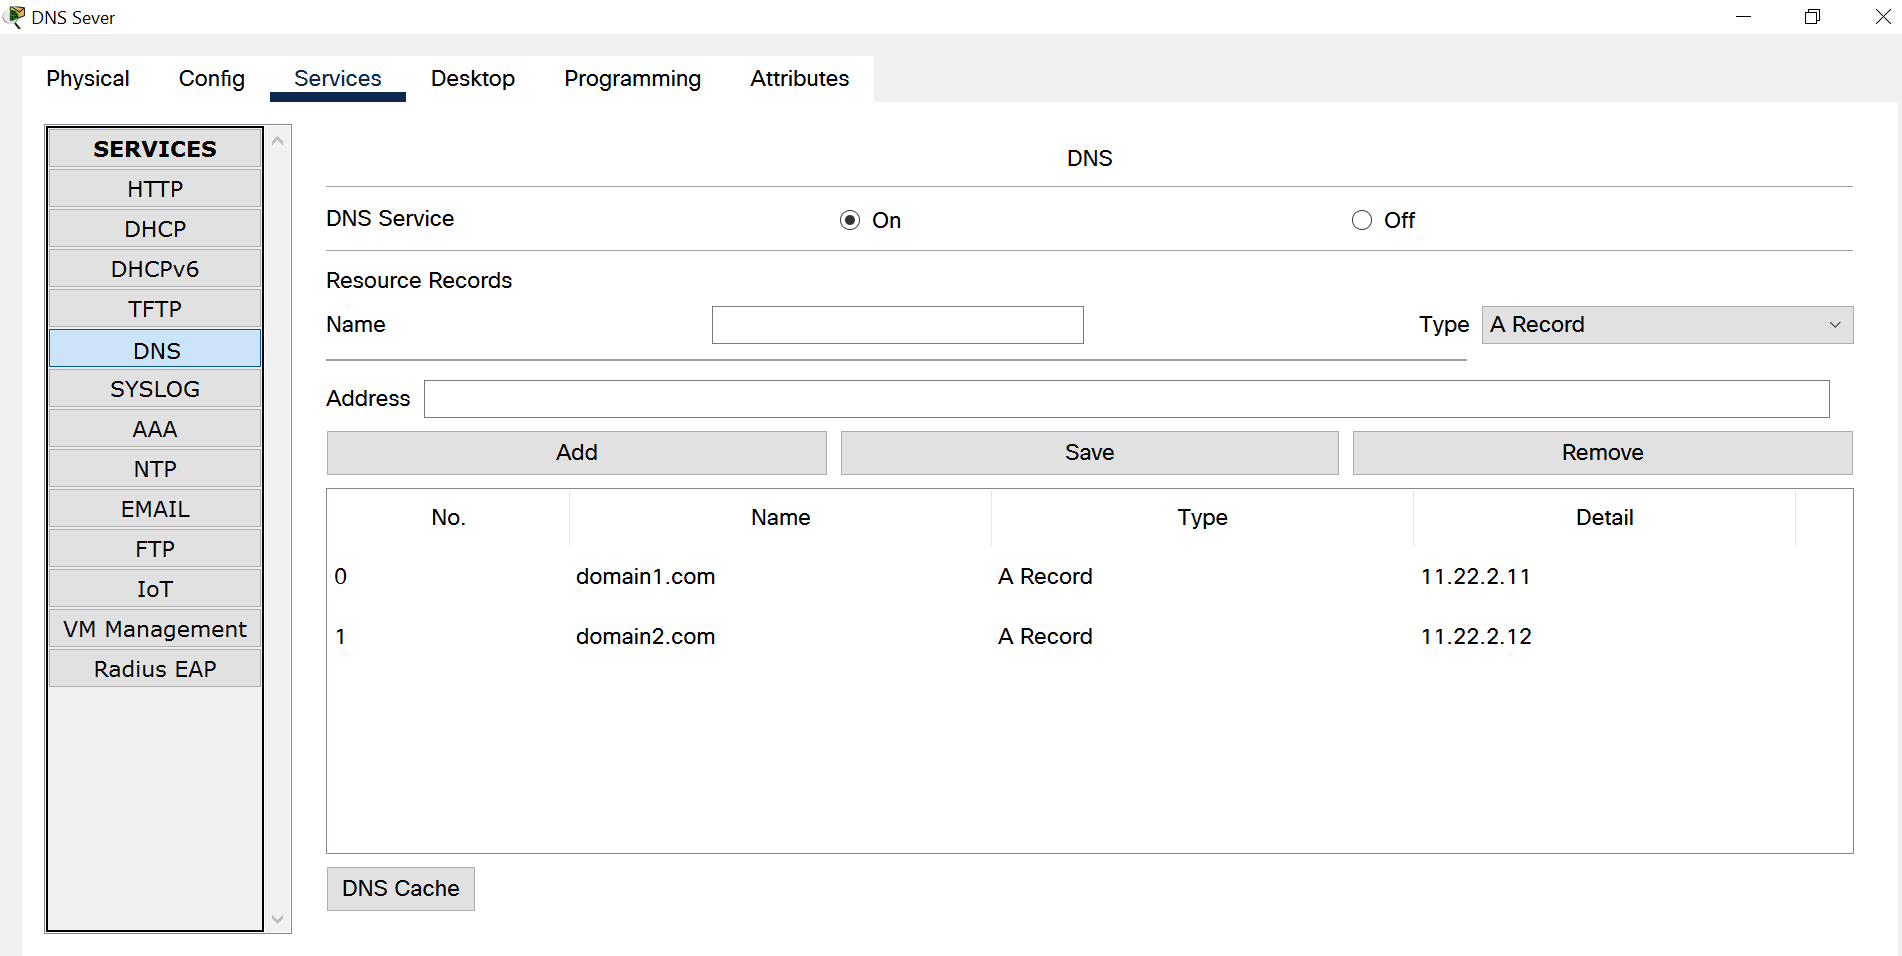 DNS Sever
Physical Config Services Desktop Programming Attributes
SERVICES
HTTP
DHCP
DHCPv6
TFTP
DNS
SYSLOG
AAA
NTP
EMAIL
FTP
IoT
VM Management
Radius EAP
DNS
DNS Service On Off
Resource Records
Name Type A Record
Address
Add Save Remove
No. Name Type Detail
0 domain1.com A Record 11.22.2.11
1 domain2.com A Record 11.22.2.12
DNS Cache